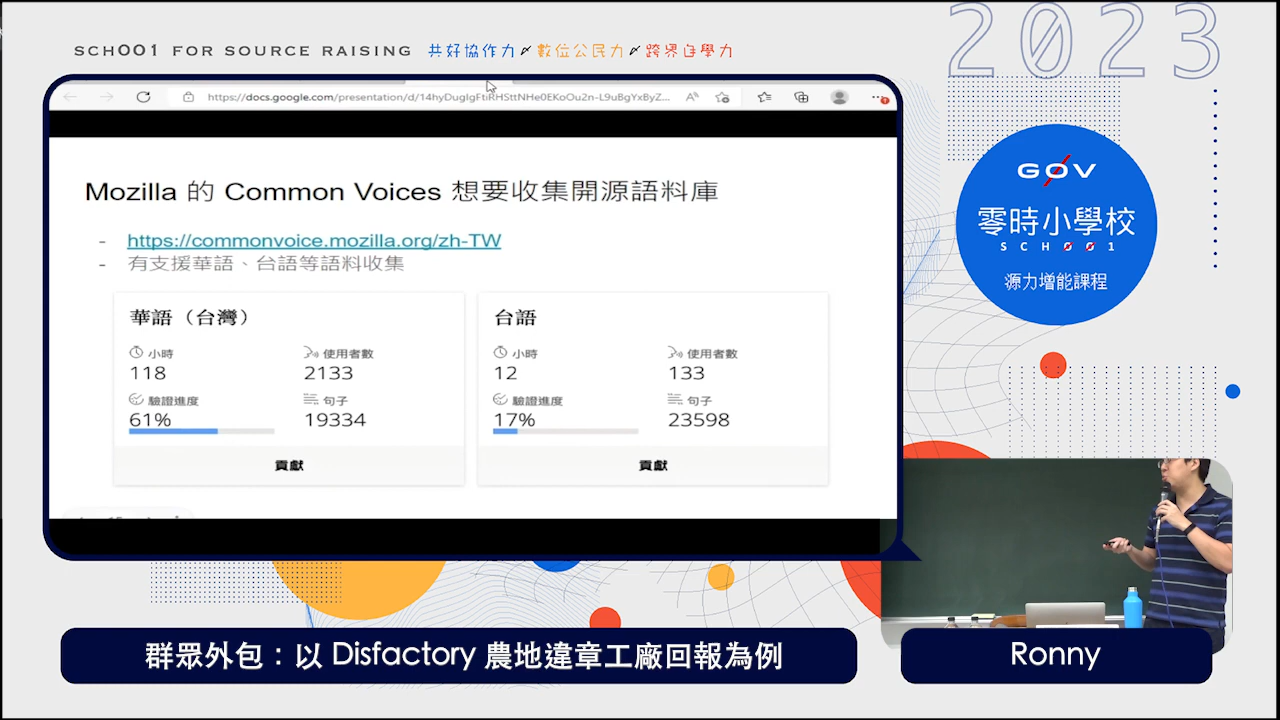 SCH001 FOR SOURCE RAISING 共好協作力〆數位公民力〆跨界自學力
2023
https://docs.google.com/presentation/d/14hyDugIgFtiRHSttNHe0EKoOu2n-L9uBgYxByZ...
Mozilla 的 Common Voices 想要收集開源語料庫
- https://commonvoice.mozilla.org/zh-TW
- 有支援華語、台語等語料收集
華語（台灣）
小時 使用者數
118 2133
驗證進度 句子
61% 19334
貢獻
台語
小時 使用者數
12 133
驗證進度 句子
17% 23598
貢獻
G0V
零時小學校
SCH001
源力增能課程
群眾外包：以 Disfactory 農地違章工廠回報為例
Ronny